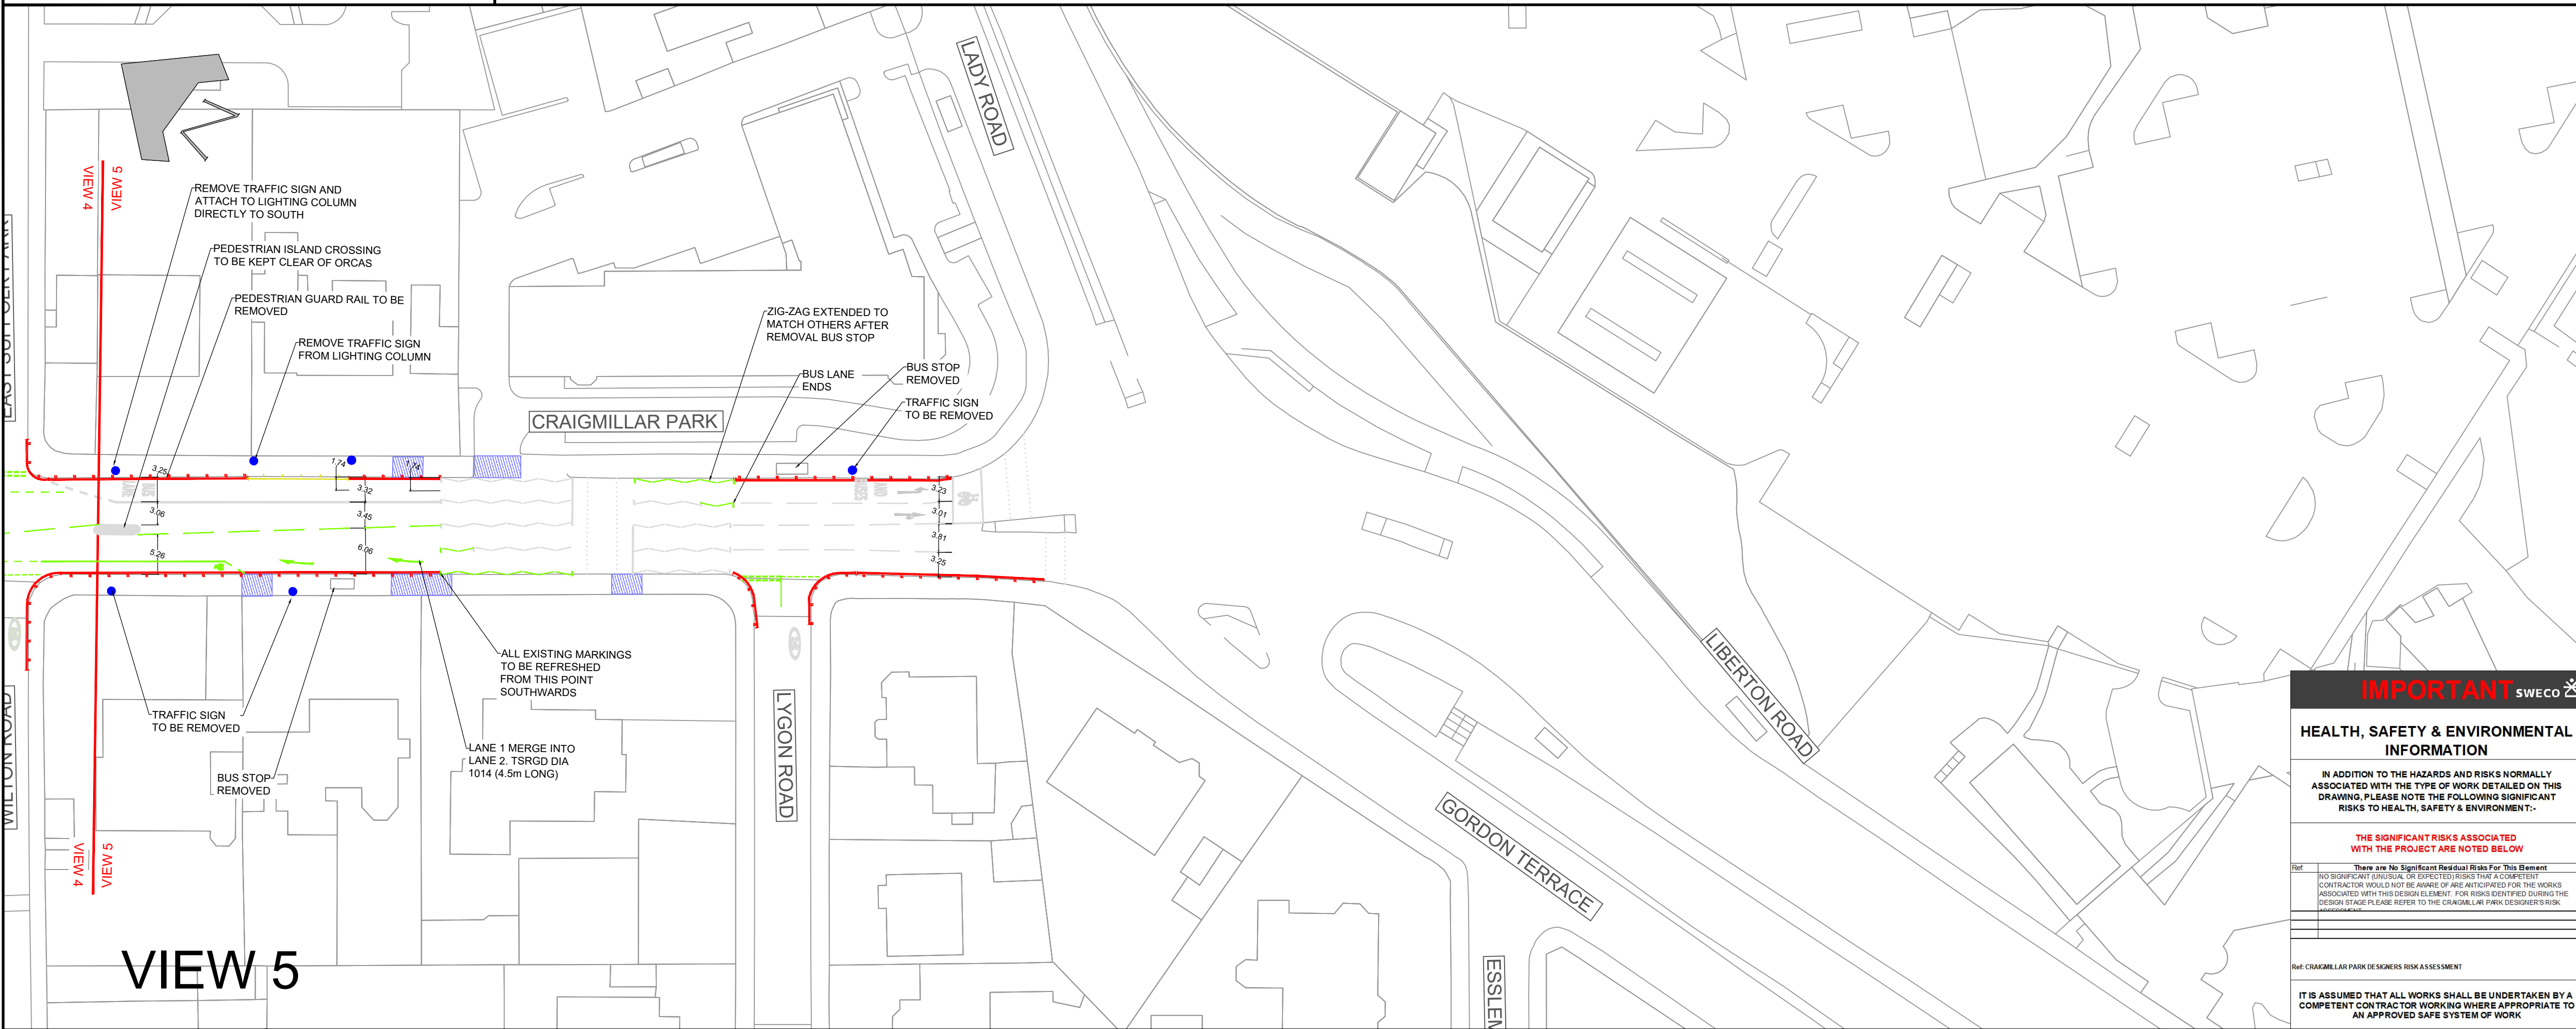 LADY ROAD
VIEW 4
VIEW 5
REMOVE TRAFFIC SIGN AND
ATTACH TO LIGHTING COLUMN
DIRECTLY TO SOUTH
PEDESTRIAN ISLAND CROSSING
TO BE KEPT CLEAR OF ORCAS
PEDESTRIAN GUARD RAIL TO BE
REMOVED
REMOVE TRAFFIC SIGN
FROM LIGHTING COLUMN
ZIG-ZAG EXTENDED TO
MATCH OTHERS AFTER
REMOVAL BUS STOP
BUS LANE
ENDS
BUS STOP
REMOVED
TRAFFIC SIGN
TO BE REMOVED
CRAIGMILLAR PARK
3.25
1.74
1.74
BUS
LANE
3.32
3.06
3.45
5.26
6.06
AND
BUSES
3.23
3.01
3.81
3.25
ALL EXISTING MARKINGS
TO BE REFRESHED
FROM THIS POINT
SOUTHWARDS
LANE 1 MERGE INTO
LANE 2. TSRGD DIA
1014 (4.5m LONG)
TRAFFIC SIGN
TO BE REMOVED
BUS STOP
REMOVED
WILTON ROAD
LYGON ROAD
LIBERTON ROAD
GORDON TERRACE
ESSLEM
VIEW 4
VIEW 5
VIEW 5
IMPORTANT SWECO
HEALTH, SAFETY & ENVIRONMENTAL
INFORMATION
IN ADDITION TO THE HAZARDS AND RISKS NORMALLY
ASSOCIATED WITH THE TYPE OF WORK DETAILED ON THIS
DRAWING, PLEASE NOTE THE FOLLOWING SIGNIFICANT
RISKS TO HEALTH, SAFETY & ENVIRONMENT:-
THE SIGNIFICANT RISKS ASSOCIATED
WITH THE PROJECT ARE NOTED BELOW
Ref: There are No Significant Residual Risks For This Element
NO SIGNIFICANT (UNUSUAL OR EXPECTED) RISKS THAT A COMPETENT
CONTRACTOR WOULD NOT BE AWARE OF ARE ANTICIPATED FOR THE WORKS
ASSOCIATED WITH THIS DESIGN ELEMENT. FOR RISKS IDENTIFIED DURING THE
DESIGN STAGE PLEASE REFER TO THE CRAIGMILLAR PARK DESIGNER'S RISK
Ref: CRAIGMILLAR PARK DESIGNERS RISK ASSESSMENT
IT IS ASSUMED THAT ALL WORKS SHALL BE UNDERTAKEN BY A
COMPETENT CONTRACTOR WORKING WHERE APPROPRIATE TO
AN APPROVED SAFE SYSTEM OF WORK